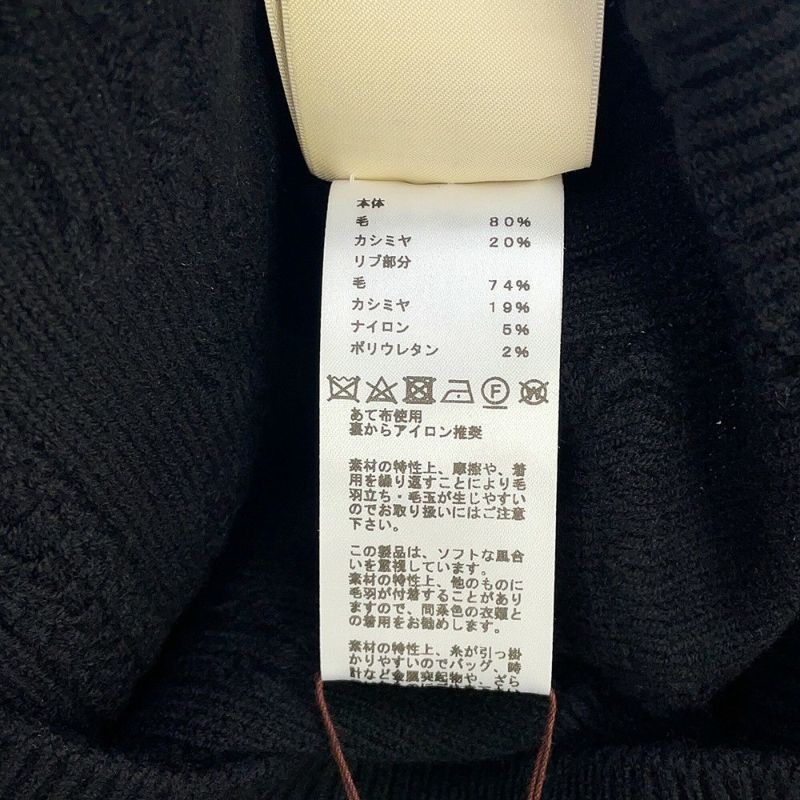 本体
毛 80%
カシミヤ 20%
リブ部分
毛 74%
カシミヤ 19%
ナイロン 5%
ポリウレタン 2%
F W
あて布使用
裏からアイロン推奨
素材の特性上、摩擦や、着
用を繰り返すことにより毛
羽立ち・毛玉が生じやすい
のでお取り扱いにはご注意
下さい。
この製品は、ソフトな風合
いを重視しています。
素材の特性上、他のものに
毛羽が付着することがあり
ますので、同系色の衣類と
の着用をお勧めします。
素材の特性上、糸が引っ掛
かりやすいのでバッグ、時
計など金属突起物や、ざら